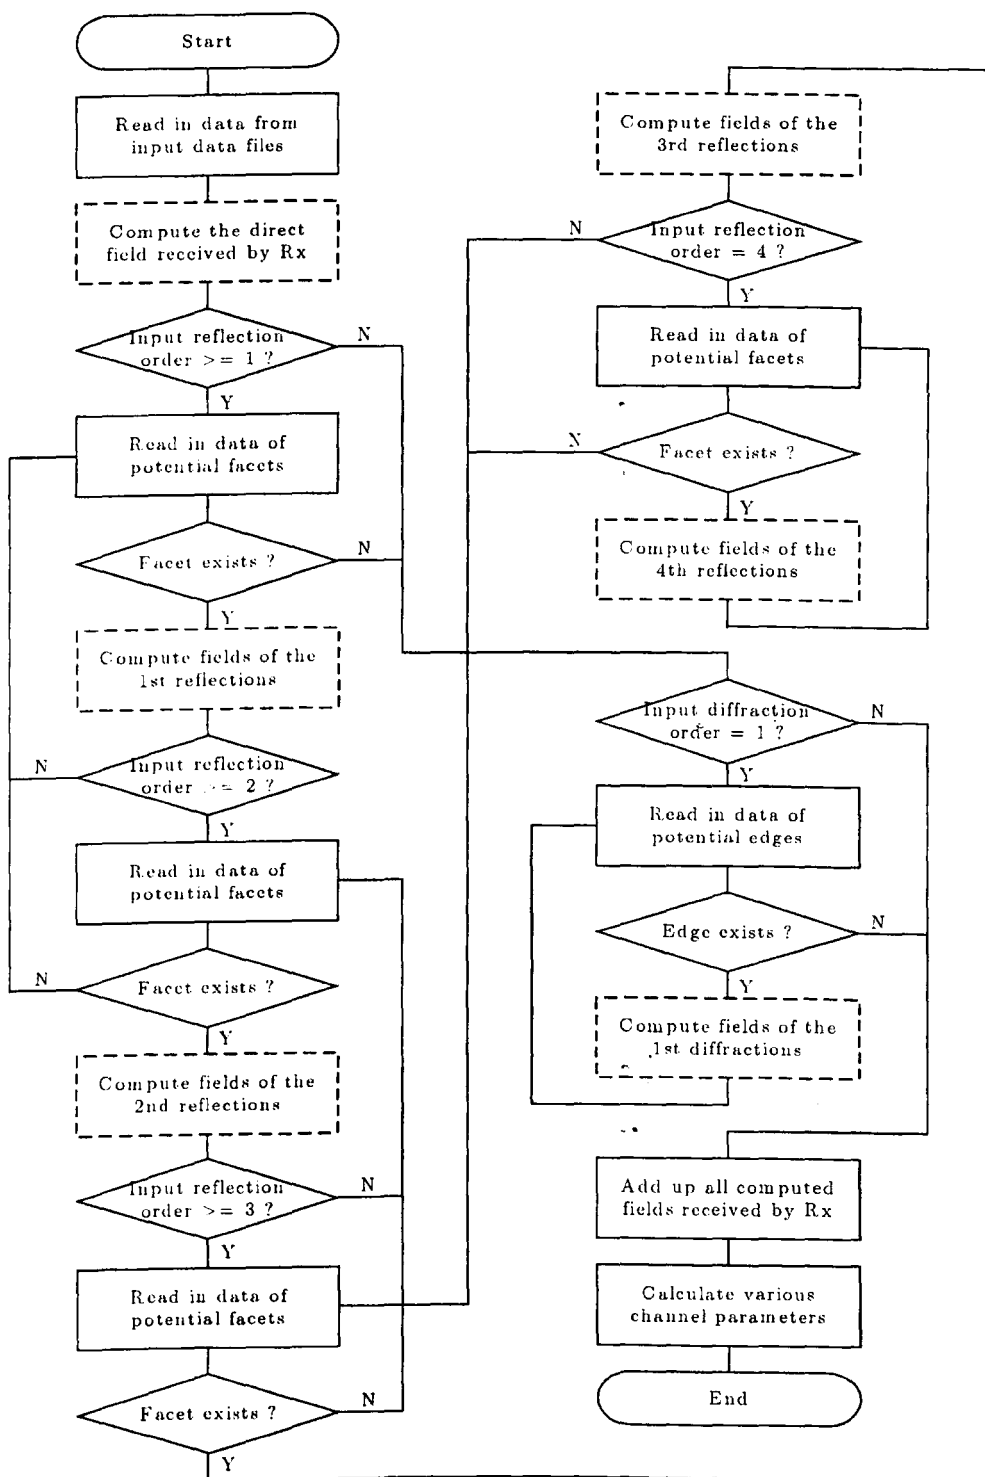 Start
Read in data from
input data files
Compute the direct
field received by Rx
Input reflection
order >= 1 ?
N
Y
Read in data of
potential facets
Facet exists ?
N
Y
Compute fields of the
1st reflections
Input reflection
order >= 2 ?
N
Y
Read in data of
potential facets
Facet exists ?
N
Y
Compute fields of the
2nd reflections
Input reflection
order >= 3 ?
N
Y
Read in data of
potential facets
Facet exists ?
N
Y
Compute fields of the
3rd reflections
Input reflection
order = 4 ?
N
Y
Read in data of
potential facets
Facet exists ?
N
Y
Compute fields of the
4th reflections
Input diffraction
order = 1 ?
N
Y
Read in data of
potential edges
Edge exists ?
N
Y
Compute fields of the
1st diffractions
Add up all computed
fields received by Rx
Calculate various
channel parameters
End